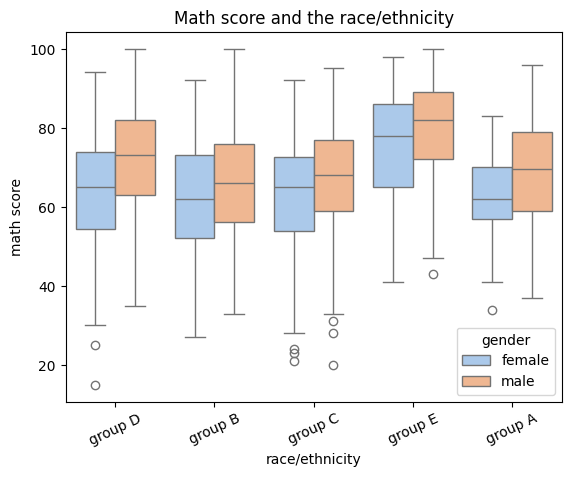 Math score and the race/ethnicity
math score
100
80
60
40
20
gender
female
male
group D
group B
group C
group E
group A
race/ethnicity